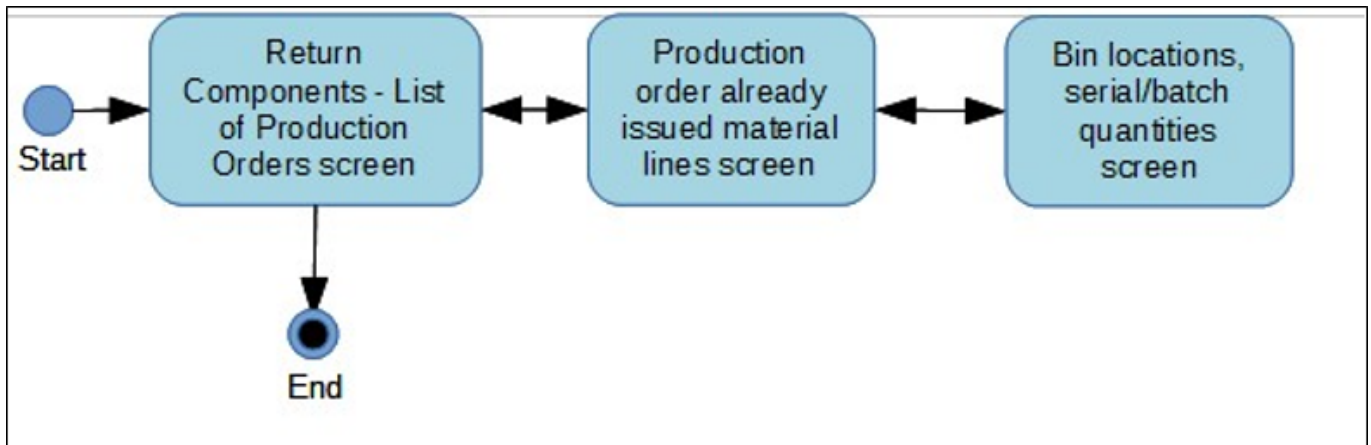 Return
Components - List
of Production
Orders screen
Production
order already
issued material
lines screen
Bin locations,
serial/batch
quantities
screen
Start
End